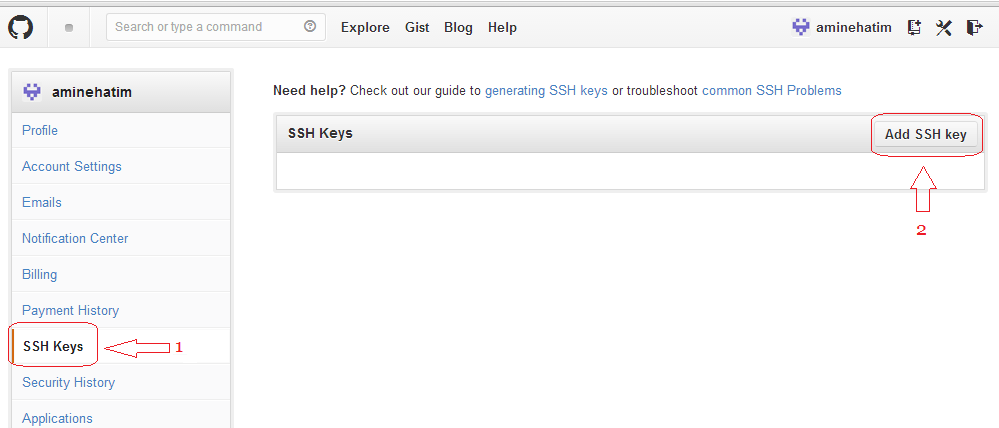 Search or type a command
Explore Gist Blog Help
aminehatim
aminehatim
Profile
Account Settings
Emails
Notification Center
Billing
Payment History
SSH Keys
1
Security History
Applications
Need help? Check out our guide to generating SSH keys or troubleshoot common SSH Problems
SSH Keys
Add SSH key
2